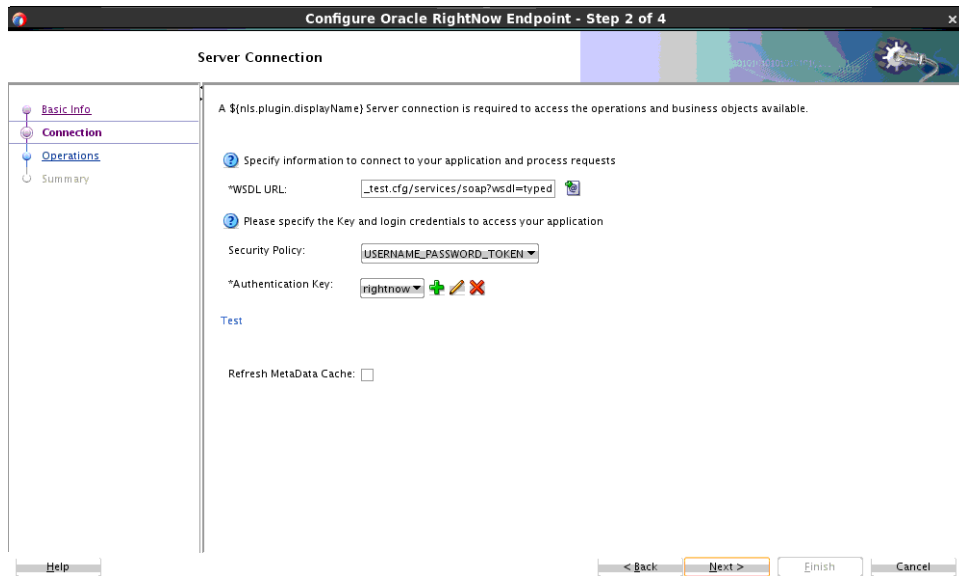 Configure Oracle RightNow Endpoint - Step 2 of 4
Server Connection
Basic Info
Connection
Operations
Summary
A ${nls.plugin.displayName} Server connection is required to access the operations and business objects available.
Specify information to connect to your application and process requests
*WSDL URL: _test.cfg/services/soap?wsdl=typed
Please specify the Key and login credentials to access your application
Security Policy: USERNAME_PASSWORD_TOKEN
*Authentication Key: rightnow
Test
Refresh MetaData Cache:
Help < Back Next > Finish Cancel